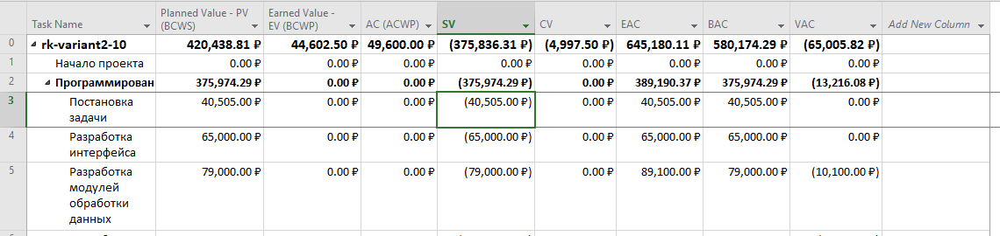 Task Name Planned Value - PV (BCWS) Earned Value - EV (BCWP) AC (ACWP) SV CV EAC BAC VAC Add New Column
0 rk-variant2-10 420,438.81 ₽ 44,602.50 ₽ 49,600.00 ₽ (375,836.31 ₽) (4,997.50 ₽) 645,180.11 ₽ 580,174.29 ₽ (65,005.82 ₽)
1 Начало проекта 0.00 ₽ 0.00 ₽ 0.00 ₽ 0.00 ₽ 0.00 ₽ 0.00 ₽ 0.00 ₽ 0.00 ₽
2 Программирован 375,974.29 ₽ 0.00 ₽ 0.00 ₽ (375,974.29 ₽) 0.00 ₽ 389,190.37 ₽ 375,974.29 ₽ (13,216.08 ₽)
3 Постановка 40,505.00 ₽ 0.00 ₽ 0.00 ₽ (40,505.00 ₽) 0.00 ₽ 40,505.00 ₽ 40,505.00 ₽ 0.00 ₽
задачи
4 Разработка 65,000.00 ₽ 0.00 ₽ 0.00 ₽ (65,000.00 ₽) 0.00 ₽ 65,000.00 ₽ 65,000.00 ₽ 0.00 ₽
интерфейса
5 Разработка 79,000.00 ₽ 0.00 ₽ 0.00 ₽ (79,000.00 ₽) 0.00 ₽ 89,100.00 ₽ 79,000.00 ₽ (10,100.00 ₽)
модулей
обработки
данных